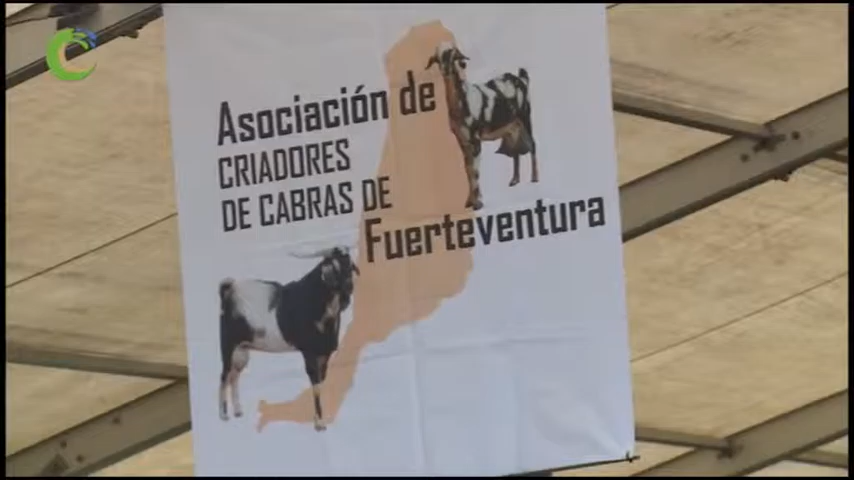 Asociación de
CRIADORES
DE CABRAS DE
Fuerteventura